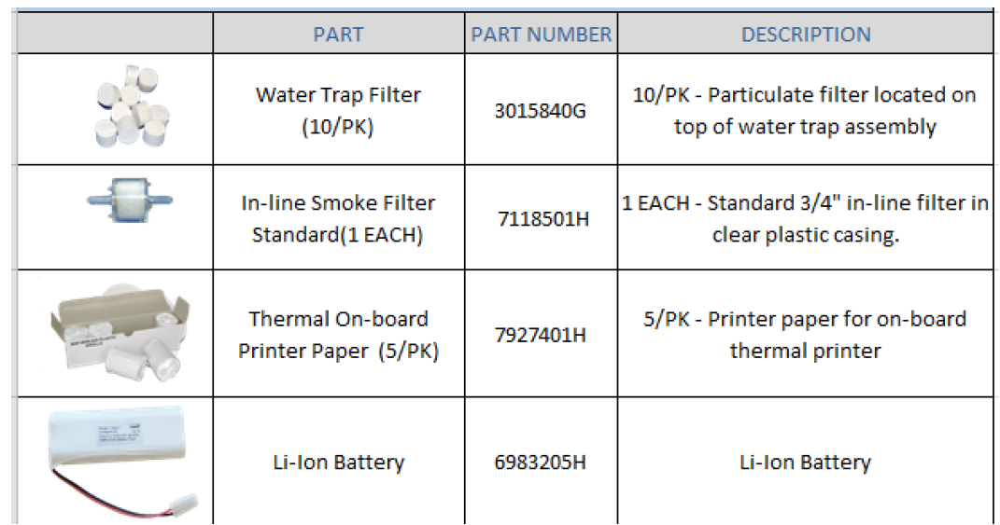 PART PART NUMBER DESCRIPTION
Water Trap Filter
(10/PK)
3015840G
10/PK - Particulate filter located on
top of water trap assembly
In-line Smoke Filter
Standard(1 EACH)
7118501H
1 EACH - Standard 3/4" in-line filter in
clear plastic casing.
Thermal On-board
Printer Paper (5/PK)
7927401H
5/PK - Printer paper for on-board
thermal printer
Li-Ion Battery
6983205H
Li-Ion Battery